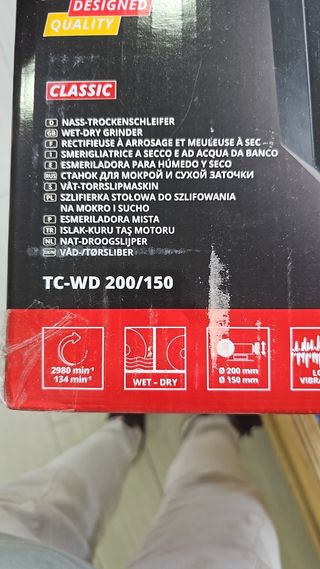 DESIGNED
QUALITY
CLASSIC
D NASS-TROCKENSCHLEIFER
GB WET-DRY GRINDER
F RECTIFIEUSE À ARROSAGE ET MEULEUSE À SEC
I SMERIGLIATRICE A SECCO E AD ACQUA DA BANCO
E ESMERILADORA PARA HÚMEDO Y SECO
RUS СТАНОК ДЛЯ МОКРОЙ И СУХОЙ ЗАТОЧКИ
S VÅT-TORRSLIPMASKIN
PL SZLIFIERKA STOŁOWA DO SZLIFOWANIA
NA MOKRO I SUCHO
P ESMERILADORA MISTA
TR ISLAK-KURU TAŞ MOTORU
NL NAT-DROOGSLIJPER
VÅD-/TØRSLIBER
TC-WD 200/150
2980 min-1
134 min-1
WET - DRY
Ø 200 mm
Ø 150 mm